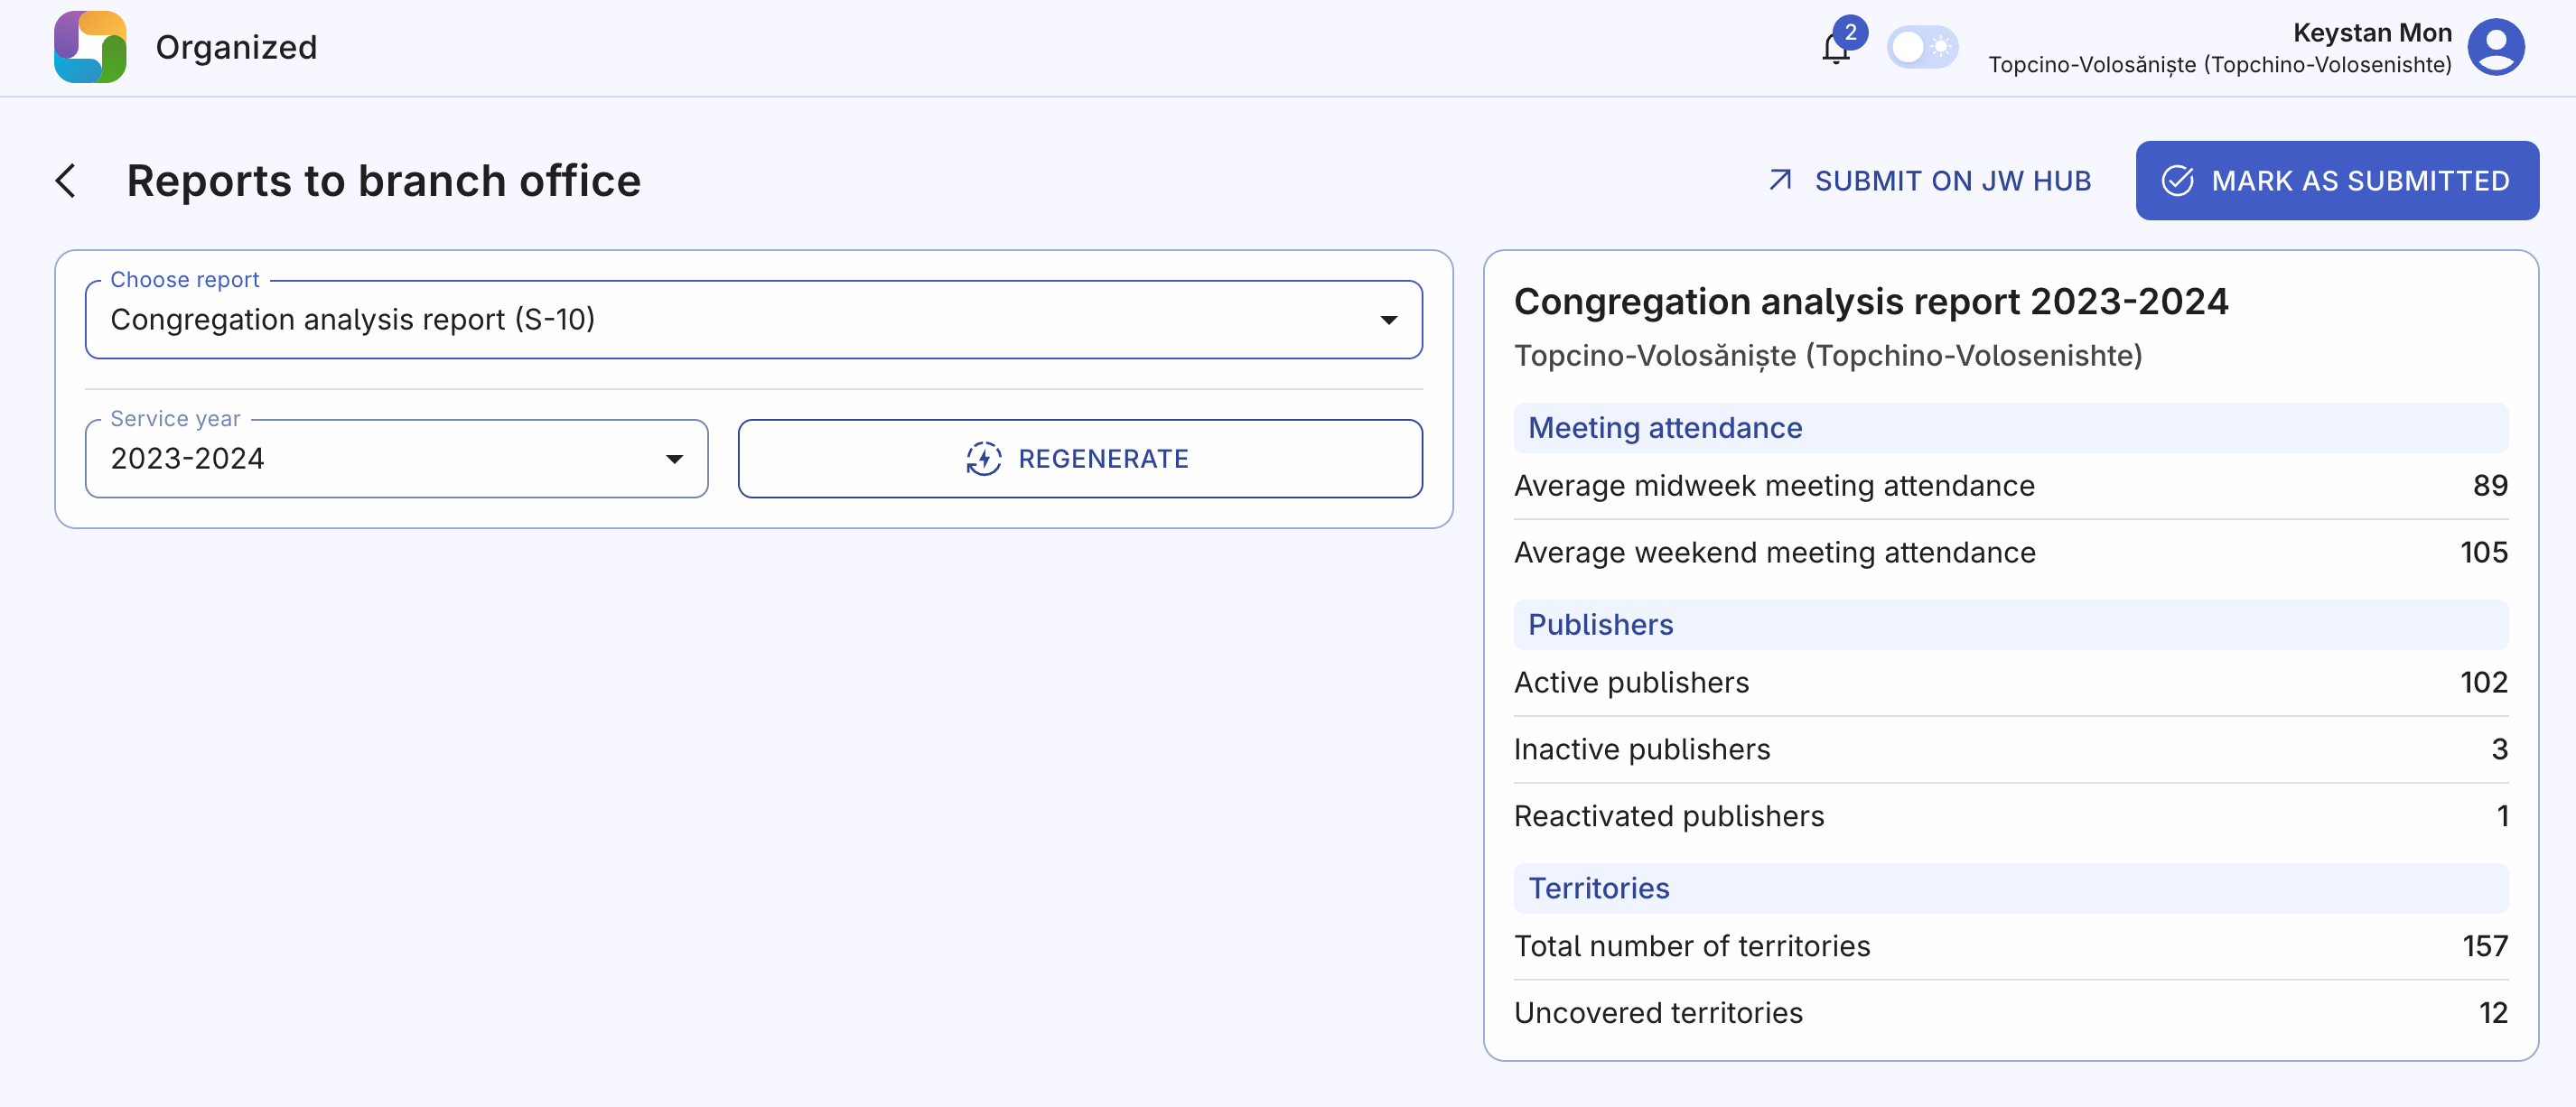 Organized
2
Keystan Mon
Topcino-Volosăniște (Topchino-Volosenishte)
Reports to branch office
SUBMIT ON JW HUB
MARK AS SUBMITTED
Choose report
Congregation analysis report (S-10)
Service year
2023-2024
REGENERATE
Congregation analysis report 2023-2024
Topcino-Volosăniște (Topchino-Volosenishte)
Meeting attendance
Average midweek meeting attendance 89
Average weekend meeting attendance 105
Publishers
Active publishers 102
Inactive publishers 3
Reactivated publishers 1
Territories
Total number of territories 157
Uncovered territories 12